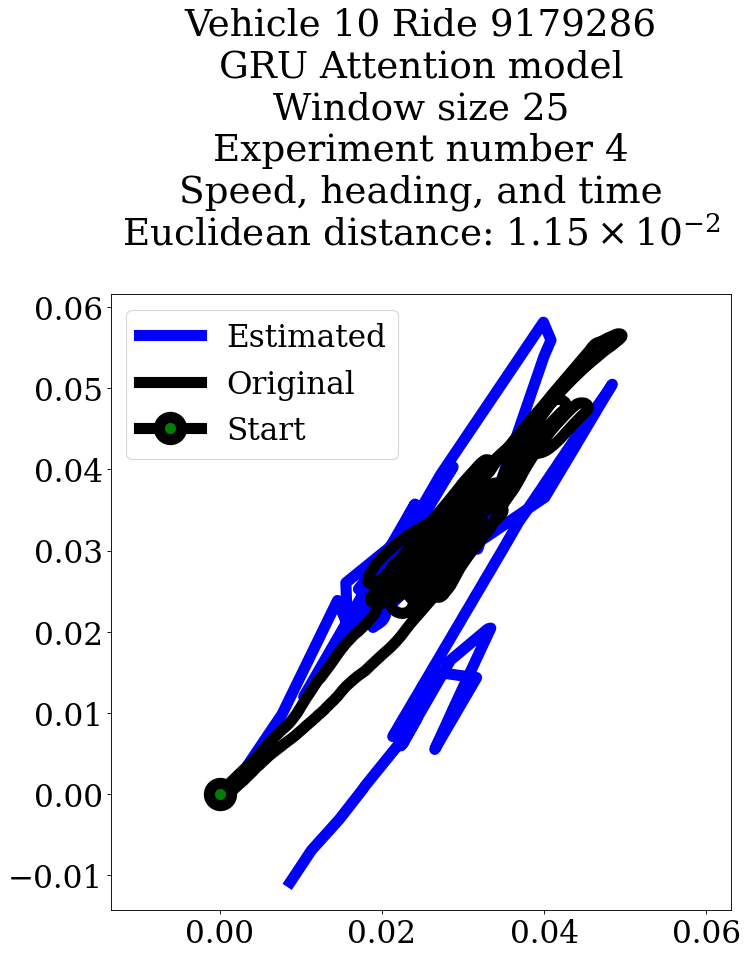 Vehicle 10 Ride 9179286
GRU Attention model
Window size 25
Experiment number 4
Speed, heading, and time
Euclidean distance: 1.15 × 10⁻²
0.06
0.05
0.04
0.03
0.02
0.01
0.00
−0.01
Estimated
Original
Start
0.00 0.02 0.04 0.06